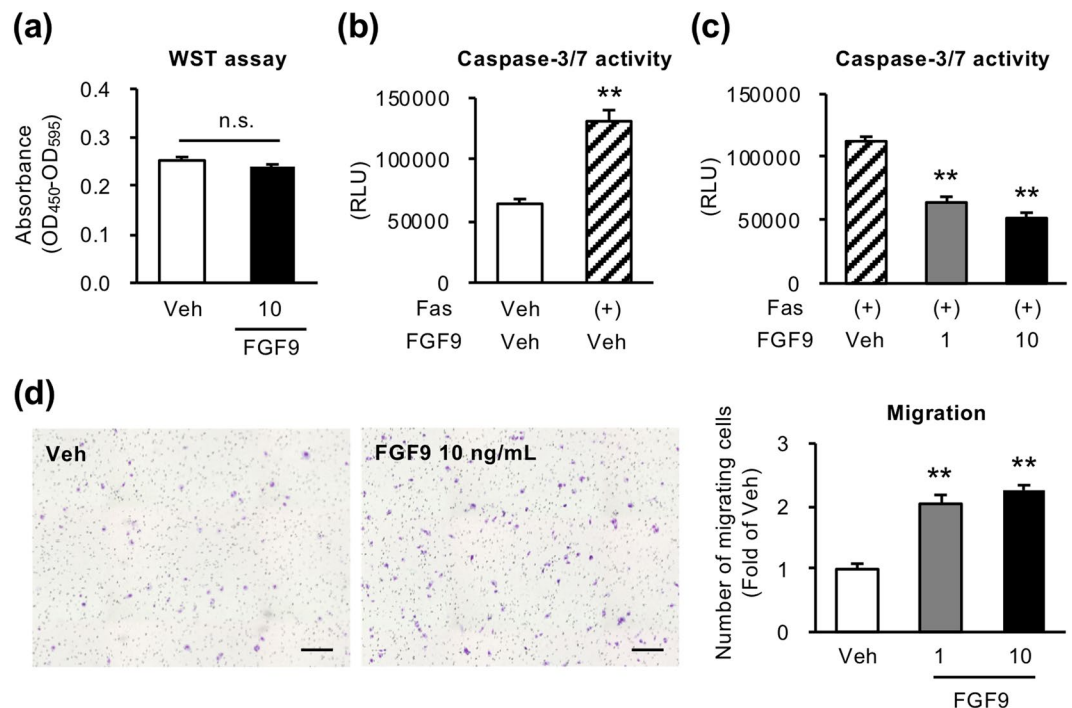 (a)
WST assay
Absorbance
(OD450-OD595)
0.4
0.3
0.2
0.1
0.0
n.s.
Veh 10
FGF9
(b)
Caspase-3/7 activity
(RLU)
150000
100000
50000
0
**
Fas Veh (+)
FGF9 Veh Veh
(c)
Caspase-3/7 activity
(RLU)
150000
100000
50000
0
**
**
Fas (+) (+) (+)
FGF9 Veh 1 10
(d)
Veh
FGF9 10 ng/mL
Migration
Number of migrating cells
(Fold of Veh)
3
2
1
0
**
**
Veh 1 10
FGF9